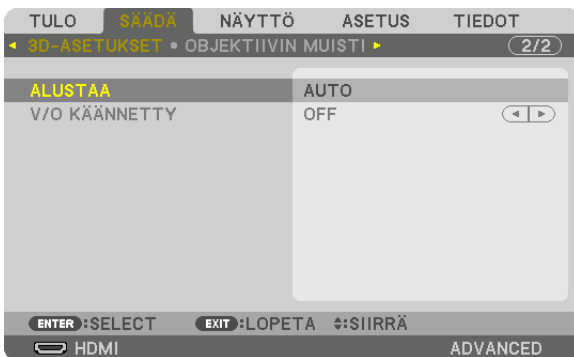 TULO SÄÄDÄ NÄYTTÖ ASETUS TIEDOT
3D-ASETUKSET • OBJEKTIIVIN MUISTI 2/2
ALUSTAA AUTO
V/O KÄÄNNETTY OFF
ENTER :SELECT EXIT :LOPETA :SIIRRÄ
HDMI ADVANCED